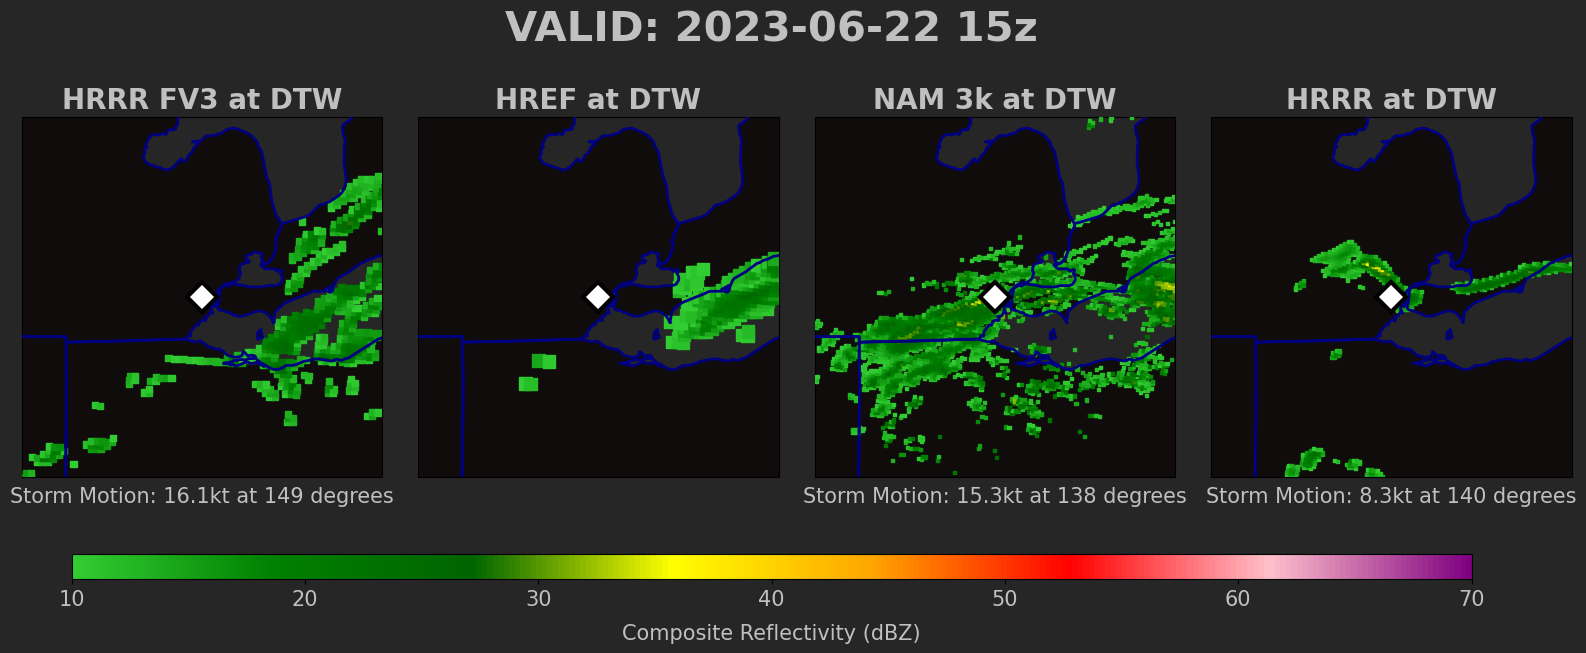 VALID: 2023-06-22 15z
HRRR FV3 at DTW
HREF at DTW
NAM 3k at DTW
HRRR at DTW
Storm Motion: 16.1kt at 149 degrees
Storm Motion: 15.3kt at 138 degrees
Storm Motion: 8.3kt at 140 degrees
10 20 30 40 50 60 70
Composite Reflectivity (dBZ)